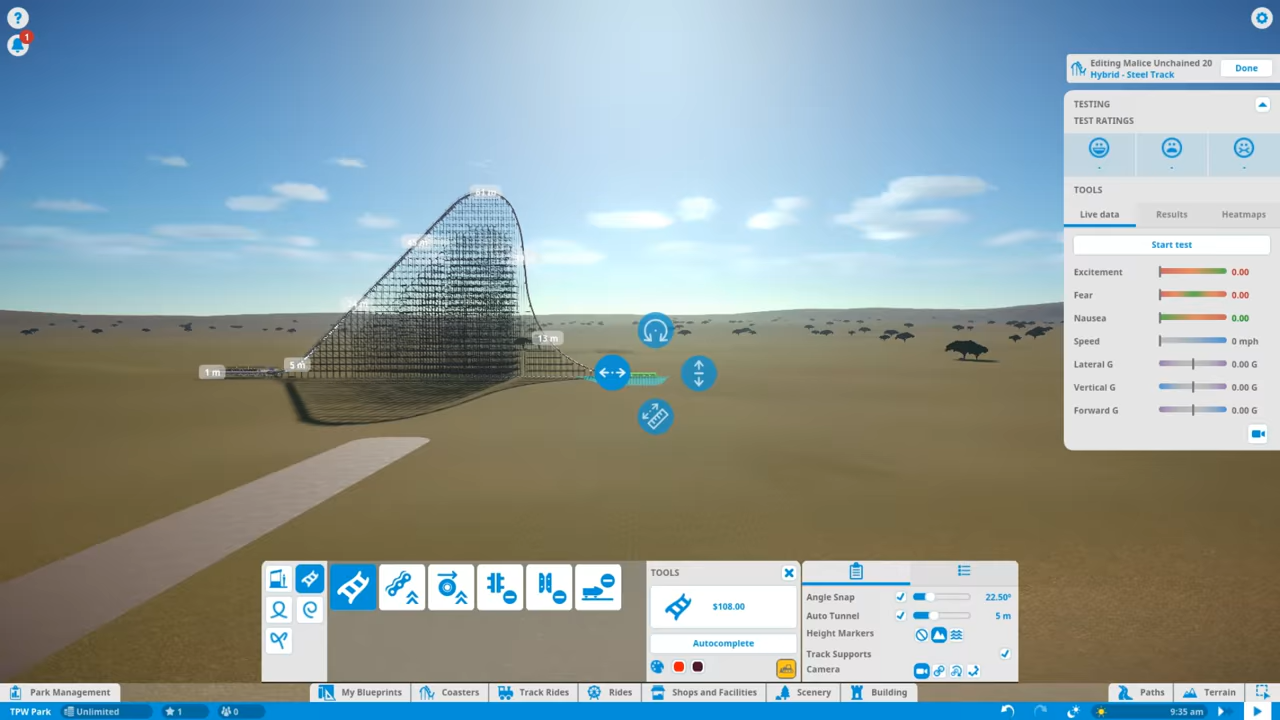 ?
1
Editing Malice Unchained 20
Hybrid - Steel Track
Done
TESTING
TEST RATINGS
-
-
-
TOOLS
Live data
Results
Heatmaps
Start test
Excitement
0.00
Fear
0.00
Nausea
0.00
Speed
0 mph
Lateral G
0.00 G
Vertical G
0.00 G
Forward G
0.00 G
5 m
1 m
13 m
TOOLS
$108.00
Autocomplete
Angle Snap
22.50°
Auto Tunnel
5 m
Height Markers
Track Supports
Camera
Park Management
My Blueprints
Coasters
Track Rides
Rides
Shops and Facilities
Scenery
Building
Paths
Terrain
TPW Park
Unlimited
1
0
9:35 am